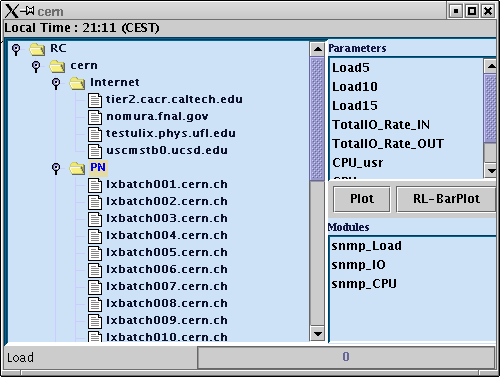 cern
Local Time : 21:11 (CEST)
RC
cern
Internet
tier2.cacr.caltech.edu
nomura.fnal.gov
testulix.phys.ufl.edu
uscmstb0.ucsd.edu
PN
lxbatch001.cern.ch
lxbatch002.cern.ch
lxbatch003.cern.ch
lxbatch004.cern.ch
lxbatch005.cern.ch
lxbatch006.cern.ch
lxbatch007.cern.ch
lxbatch008.cern.ch
lxbatch009.cern.ch
lxbatch010.cern.ch
Parameters
Load5
Load10
Load15
TotalIO_Rate_IN
TotalIO_Rate_OUT
CPU_usr
Plot
RL-BarPlot
Modules
snmp_Load
snmp_IO
snmp_CPU
Load
0